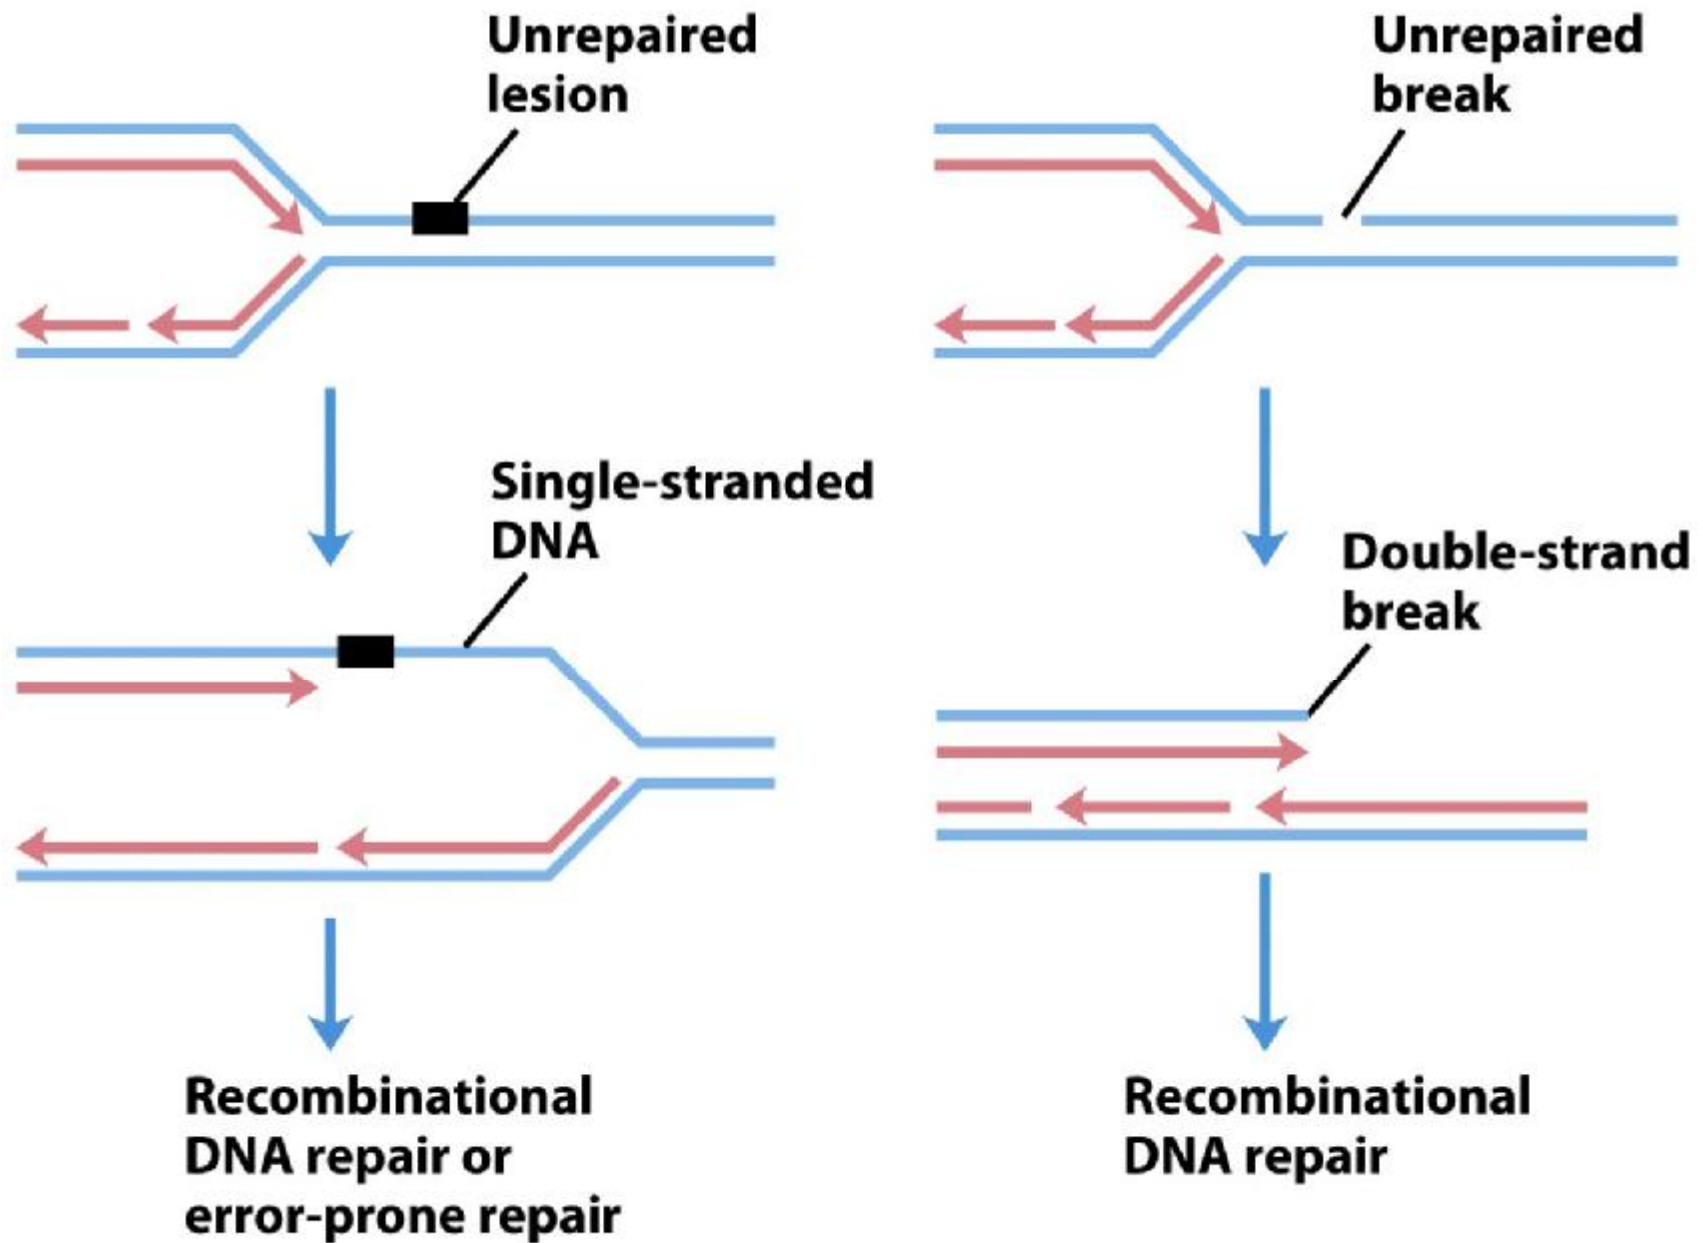 Unrepaired
lesion
Unrepaired
break
Single-stranded
DNA
Double-strand
break
Recombinational
DNA repair or
error-prone repair
Recombinational
DNA repair